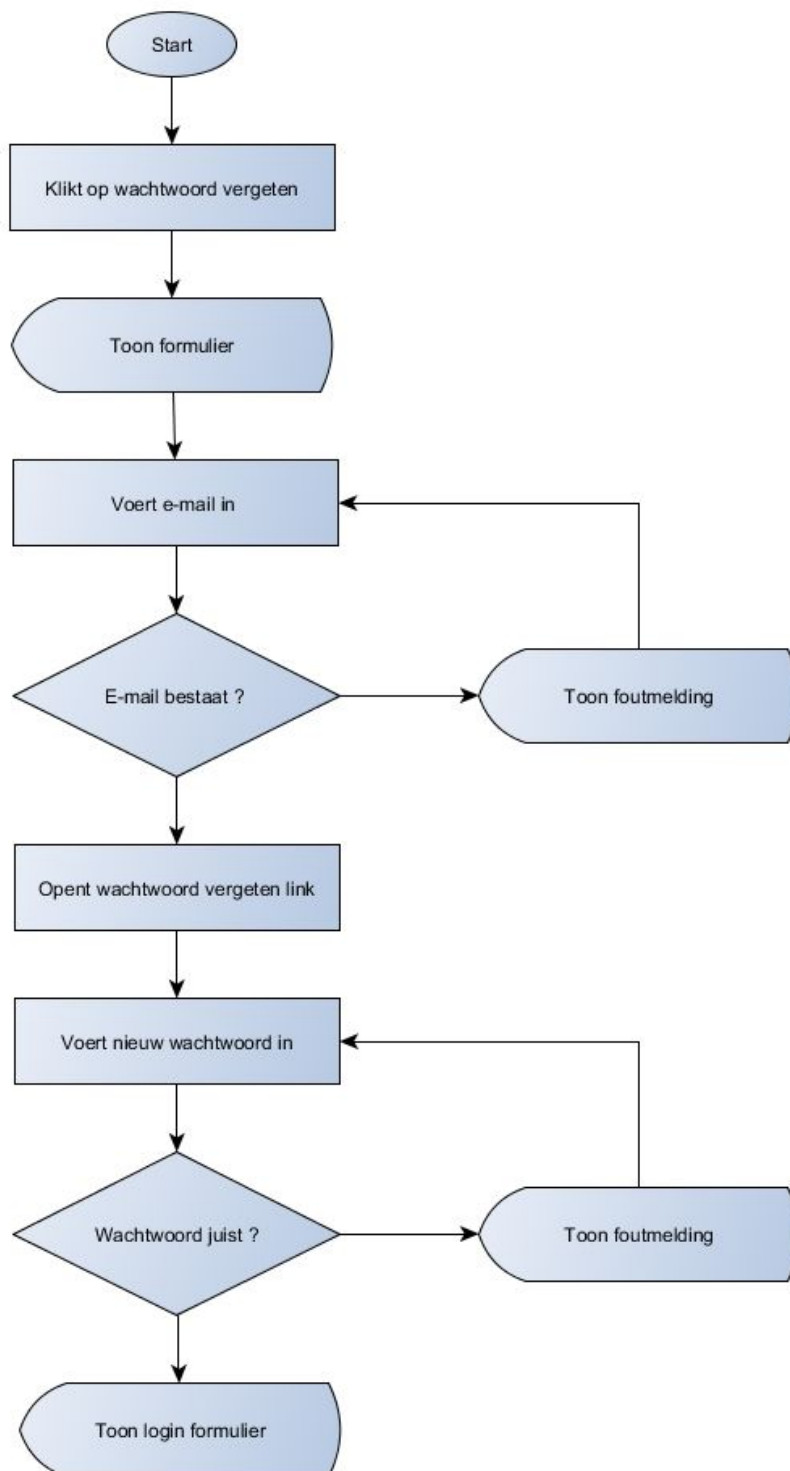 Start
Klikt op wachtwoord vergeten
Toon formulier
Voert e-mail in
E-mail bestaat ?
Toon foutmelding
Opent wachtwoord vergeten link
Voert nieuw wachtwoord in
Wachtwoord juist ?
Toon foutmelding
Toon login formulier